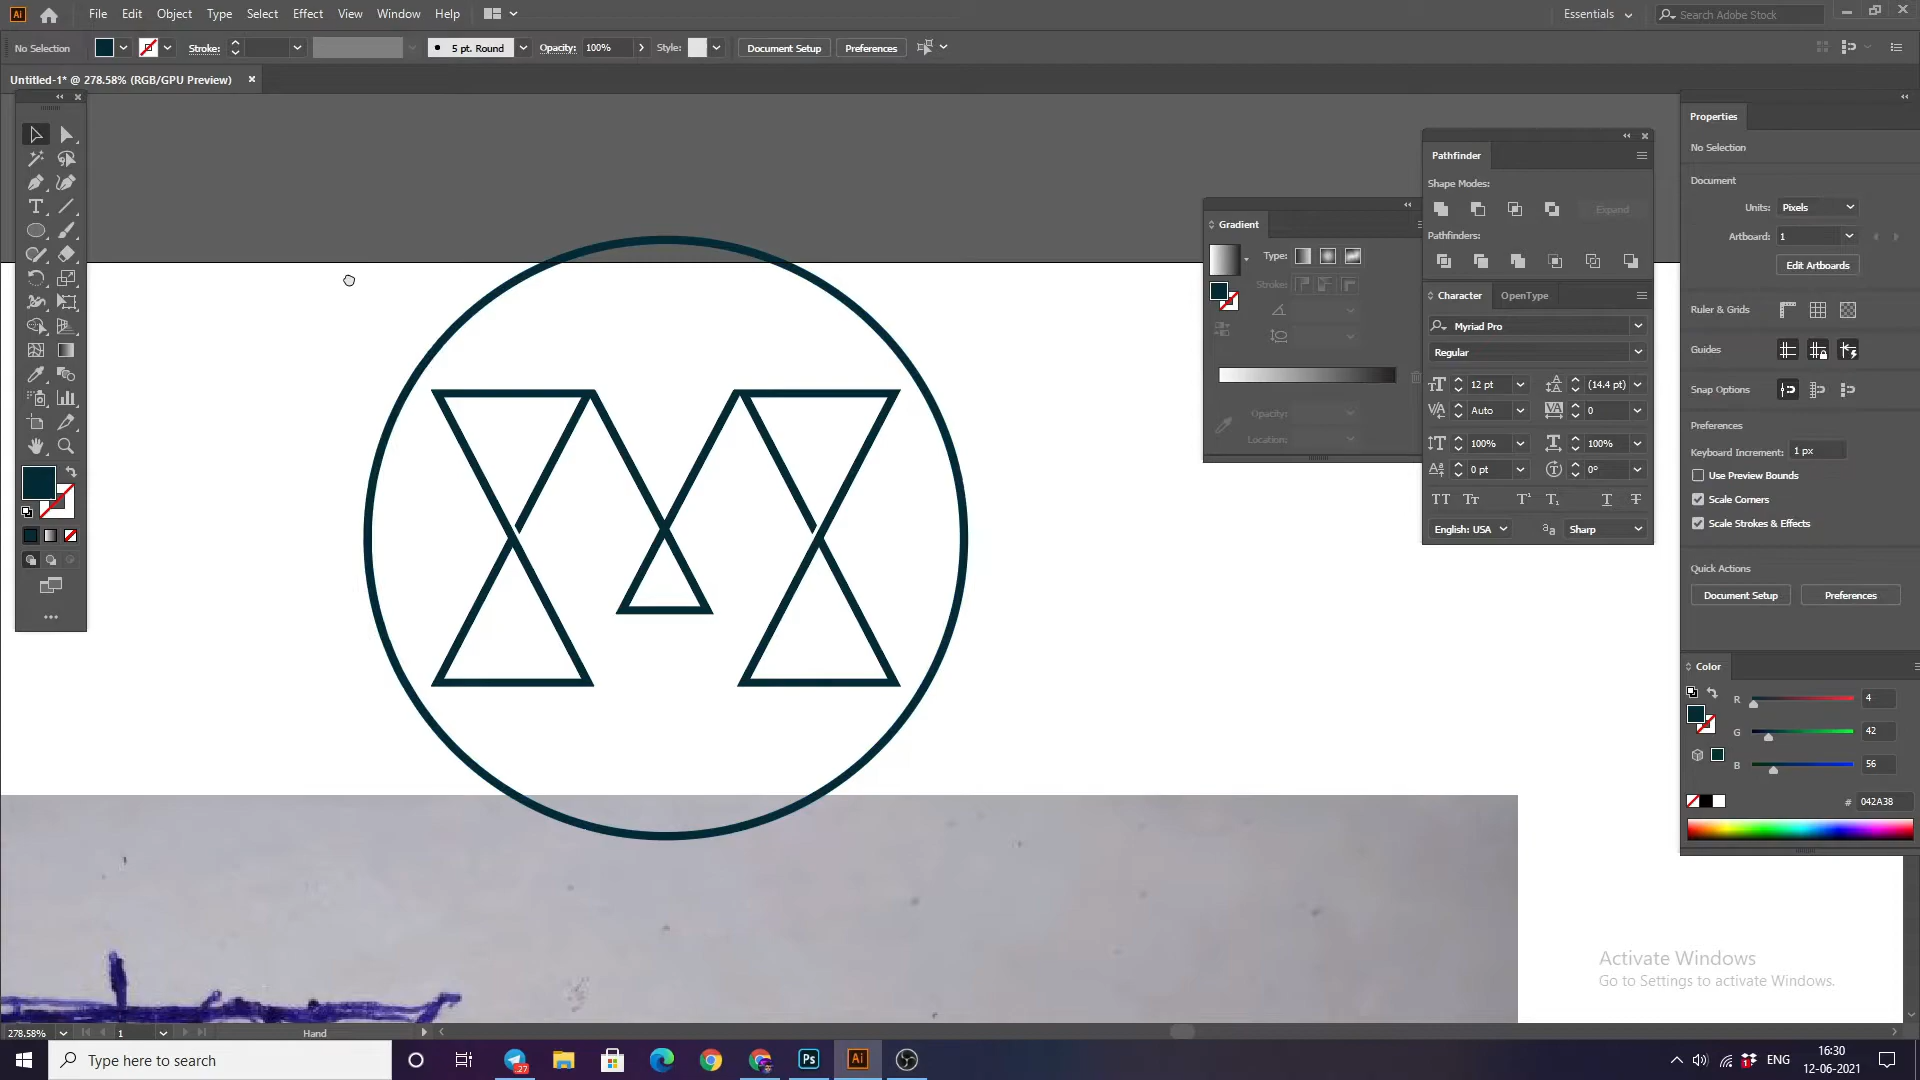 Ai File Edit Object Type Select Effect View Window Help Essentials Search Adobe Stock
No Selection Stroke: 5 pt. Round Opacity: 100% Style: Document Setup Preferences
Untitled-1* @ 278.58% (RGB/GPU Preview)
Properties
No Selection
Document
Units: Pixels
Artboard: 1
Edit Artboards
Ruler & Grids
Guides
Snap Options
Preferences
Keyboard Increment: 1 px
Use Preview Bounds
Scale Corners
Scale Strokes & Effects
Quick Actions
Document Setup Preferences
Pathfinder
Shape Modes:
Expand
Pathfinders:
Gradient
Type:
Stroke:
Opacity:
Location:
Character OpenType
Myriad Pro
Regular
12 pt (14.4 pt)
Auto 0
100% 100%
0 pt 0°
English: USA Sharp
Color
R 4
G 42
B 56
# 042A38
Activate Windows
Go to Settings to activate Windows.
278.58% 1 Hand
Type here to search 27 Ps Ai ENG 16:30
12-06-2021